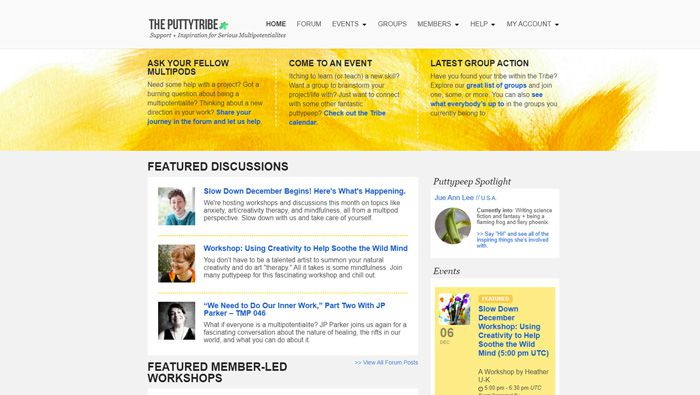 THE PUTTYTRIBE
Support + Inspiration for Serious Multipotentialites
HOME FORUM EVENTS GROUPS MEMBERS HELP MY ACCOUNT
ASK YOUR FELLOW
MULTIPODS
Need some help with a project? Got a
burning question about being a
multipotentialite? Thinking about a new
direction in your work? Share your
journey in the forum and let us help.
COME TO AN EVENT
Itching to learn (or teach) a new skill?
Want a group to brainstorm your
project/life with? Just want to connect
with some other fantastic
puttypeep? Check out the Tribe
calendar.
LATEST GROUP ACTION
Have you found your tribe within the Tribe?
Explore our great list of groups and join
one, some, or more. You can also see
what everybody's up to in the groups you
currently belong to.
FEATURED DISCUSSIONS
Slow Down December Begins! Here's What's Happening.
We're hosting workshops and discussions this month on topics like
anxiety, art/creativity therapy, and mindfulness, all from a multipod
perspective. Slow down with us and take care of yourself.
Workshop: Using Creativity to Help Soothe the Wild Mind
You don't have to be a talented artist to summon your natural
creativity and do art "therapy." All it takes is some mindfulness. Join
many puttypeep for this fascinating workshop and chill out.
“We Need to Do Our Inner Work,” Part Two With JP
Parker – TMP 046
What if everyone is a multipotentialite? JP Parker joins us again for a
fascinating conversation about the nature of healing, the rifts in our
world, and what you can do about it.
>> View All Forum Posts
FEATURED MEMBER-LED
WORKSHOPS
Puttypeep Spotlight
Jue Ann Lee // U.S.A.
Currently into: Writing science
fiction and fantasy + being a
flaming frog and fiery phoenix.
>> Say "Hi!" and see all of the
inspiring things she's involved
with.
Events
FEATURED
06
DEC
Slow Down
December
Workshop: Using
Creativity to Help
Soothe the Wild
Mind (5:00 pm UTC)
A Workshop by Heather
U-K
5:00 pm - 6:30 pm UTC